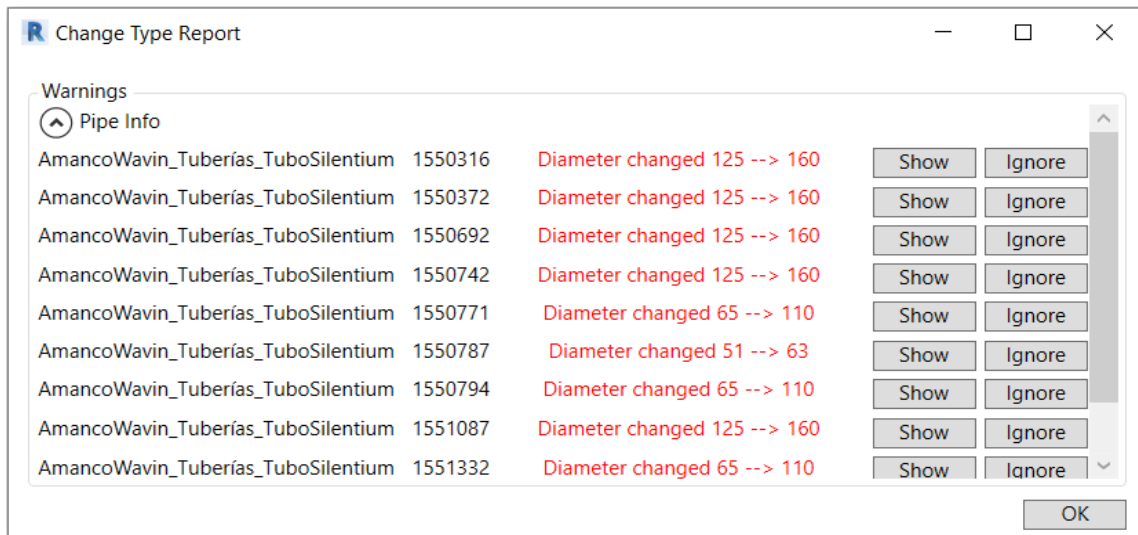 R Change Type Report
Warnings
Pipe Info
AmancoWavin_Tuberías_TuboSilentium 1550316 Diameter changed 125 --> 160 Show Ignore
AmancoWavin_Tuberías_TuboSilentium 1550372 Diameter changed 125 --> 160 Show Ignore
AmancoWavin_Tuberías_TuboSilentium 1550692 Diameter changed 125 --> 160 Show Ignore
AmancoWavin_Tuberías_TuboSilentium 1550742 Diameter changed 125 --> 160 Show Ignore
AmancoWavin_Tuberías_TuboSilentium 1550771 Diameter changed 65 --> 110 Show Ignore
AmancoWavin_Tuberías_TuboSilentium 1550787 Diameter changed 51 --> 63 Show Ignore
AmancoWavin_Tuberías_TuboSilentium 1550794 Diameter changed 65 --> 110 Show Ignore
AmancoWavin_Tuberías_TuboSilentium 1551087 Diameter changed 125 --> 160 Show Ignore
AmancoWavin_Tuberías_TuboSilentium 1551332 Diameter changed 65 --> 110 Show Ignore
OK